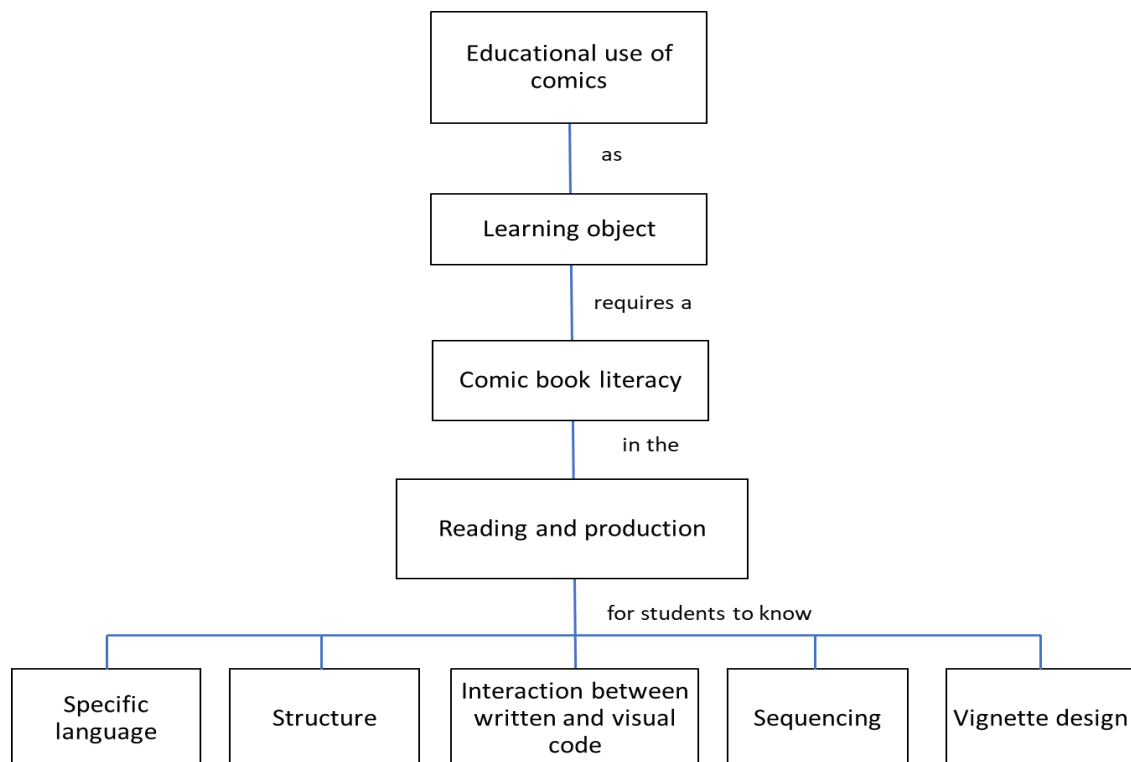 Educational use of
comics
as
Learning object
requires a
Comic book literacy
in the
Reading and production
for students to know
Specific
language
Structure
Interaction between
written and visual
code
Sequencing
Vignette design